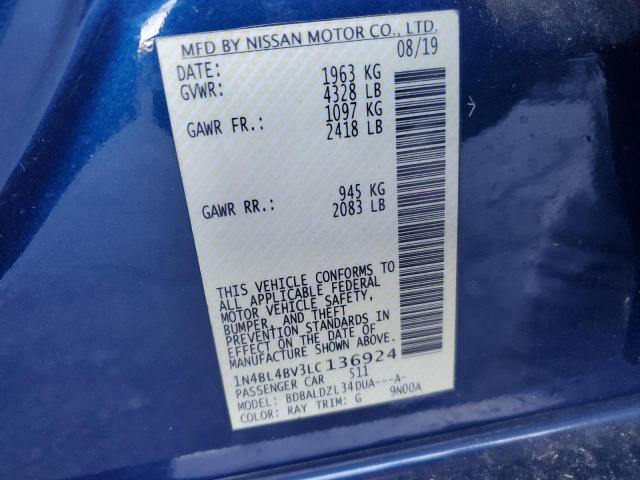 MFD BY NISSAN MOTOR CO., LTD.
DATE: 08/19
GVWR: 1963 KG
4328 LB
GAWR FR.: 1097 KG
2418 LB
GAWR RR.: 945 KG
2083 LB
THIS VEHICLE CONFORMS TO
ALL APPLICABLE FEDERAL
MOTOR VEHICLE SAFETY,
BUMPER, AND THEFT
PREVENTION STANDARDS IN
EFFECT ON THE DATE OF
MANUFACTURE SHOWN ABOVE.
1N4BL4BV3LC136924
PASSENGER CAR 511
MODEL: BDBALDZL34DUA---A-
COLOR: RAY TRIM: G 9N00A